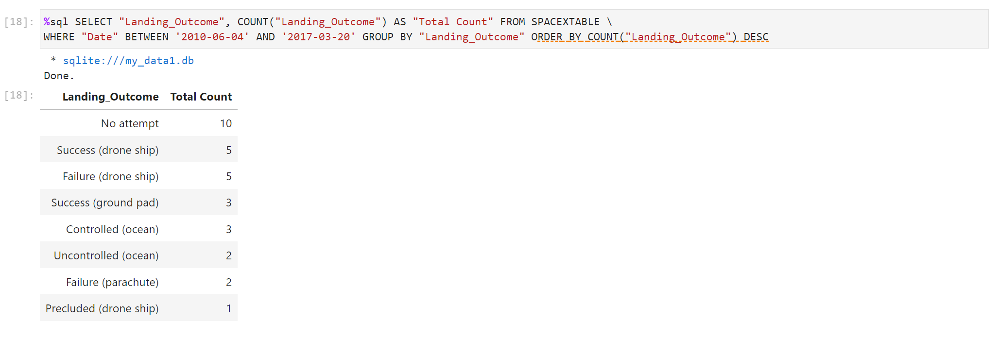 [18]: %sql SELECT "Landing_Outcome", COUNT("Landing_Outcome") AS "Total Count" FROM SPACEXTABLE \
WHERE "Date" BETWEEN '2010-06-04' AND '2017-03-20' GROUP BY "Landing_Outcome" ORDER BY COUNT("Landing_Outcome") DESC
* sqlite:///my_data1.db
Done.
[18]: Landing_Outcome Total Count
No attempt 10
Success (drone ship) 5
Failure (drone ship) 5
Success (ground pad) 3
Controlled (ocean) 3
Uncontrolled (ocean) 2
Failure (parachute) 2
Precluded (drone ship) 1